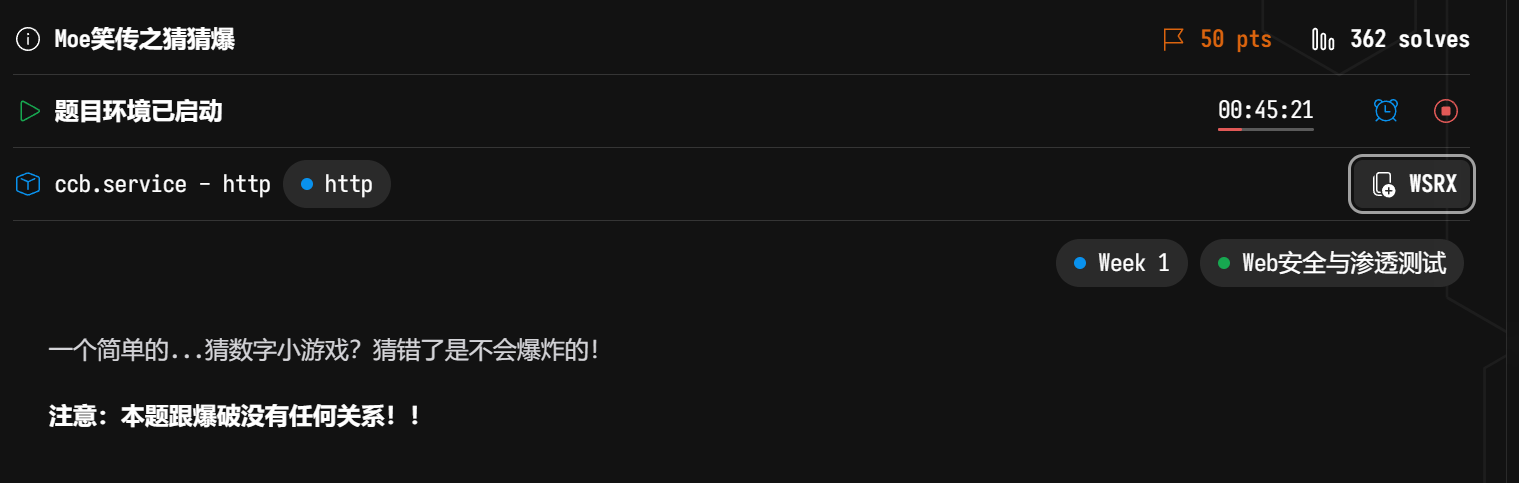 Moe笑传之猜猜爆 50 pts 362 solves
题目环境已启动 00:45:21
ccb.service - http http WSRX
Week 1 Web安全与渗透测试
一个简单的...猜数字小游戏？猜错了是不会爆炸的！
注意：本题跟爆破没有任何关系！！